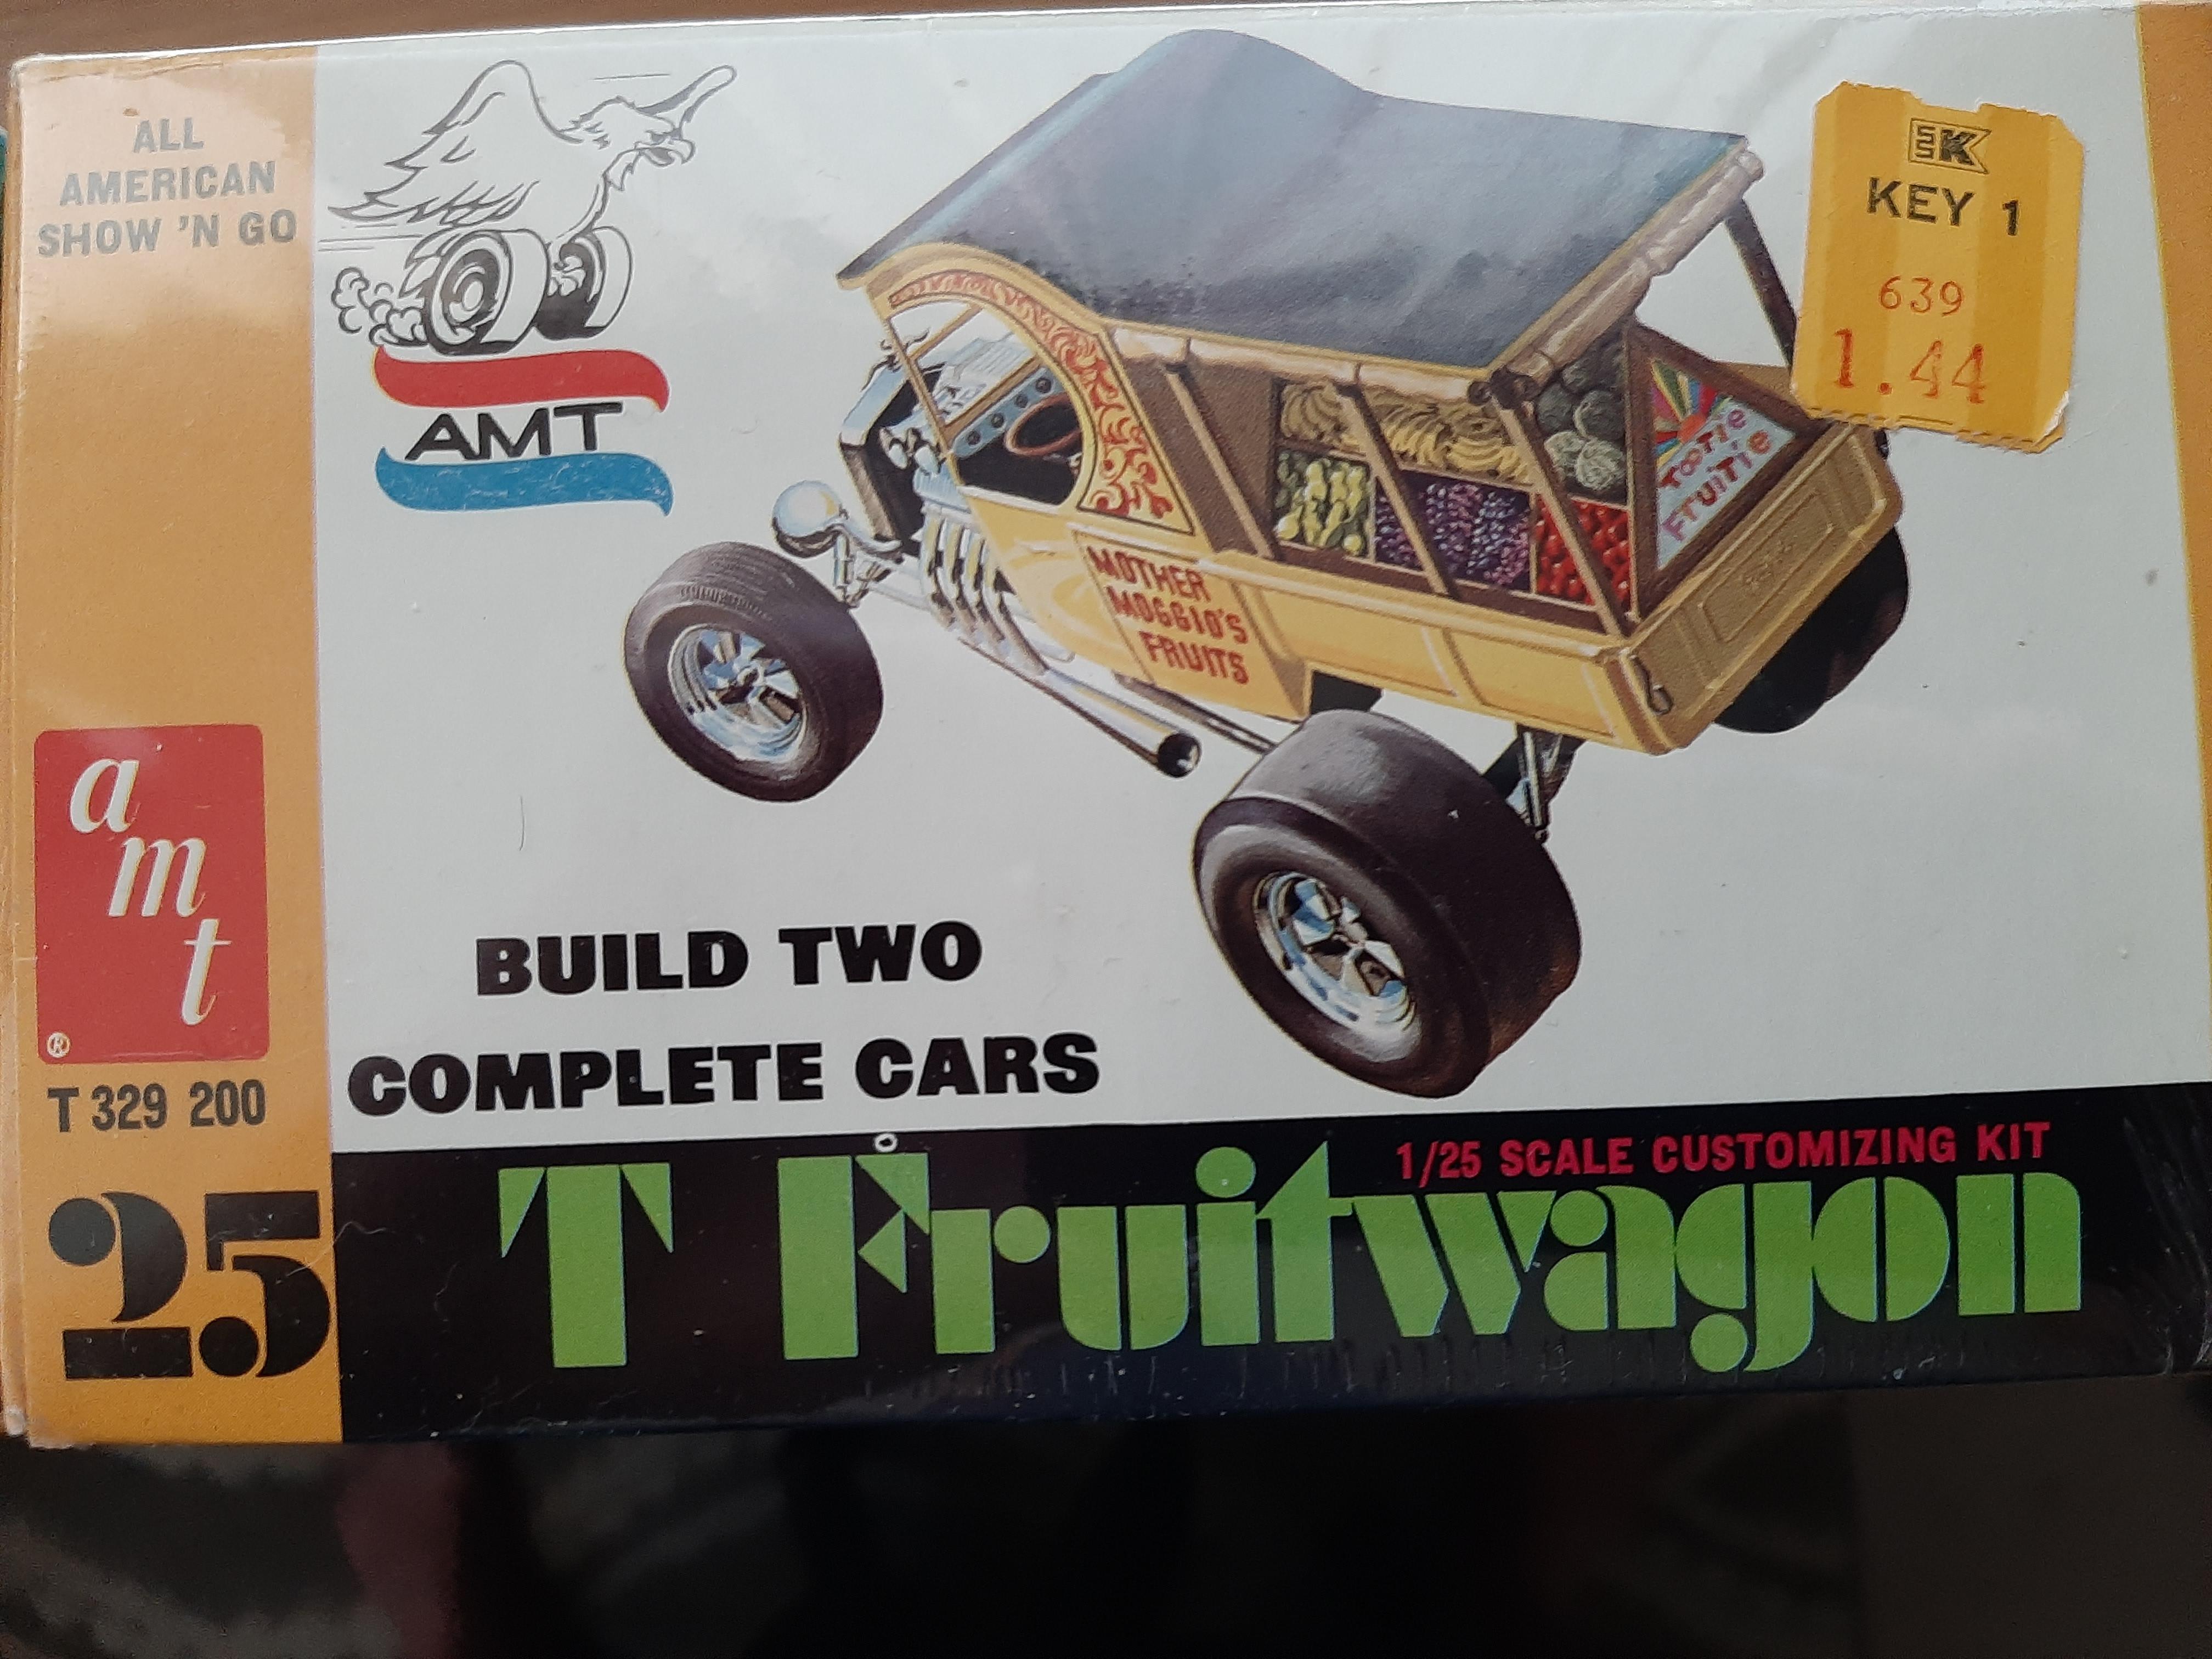 ALL
AMERICAN
SHOW 'N GO
AMT
SSK
KEY 1
639
1.44
TOOTIE
FRUITIE
MOTHER
MOGGIO'S
FRUITS
a
m
t
®
T 329 200
25
BUILD TWO
COMPLETE CARS
1/25 SCALE CUSTOMIZING KIT
T Fruitwagon